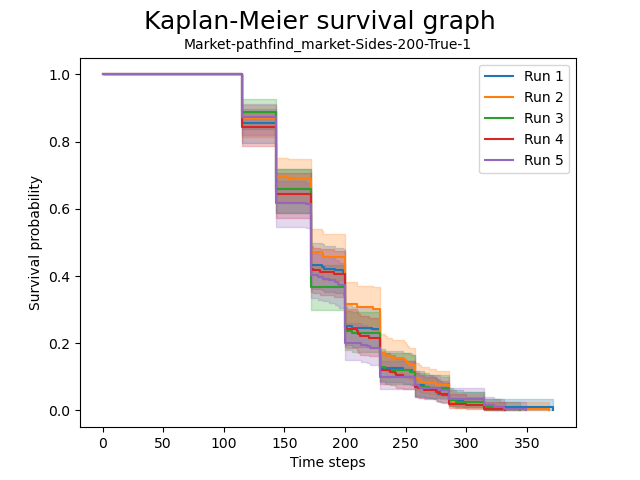 Kaplan-Meier survival graph
Market-pathfind_market-Sides-200-True-1
Run 1
Run 2
Run 3
Run 4
Run 5
Survival probability
1.0
0.8
0.6
0.4
0.2
0.0
0 50 100 150 200 250 300 350
Time steps